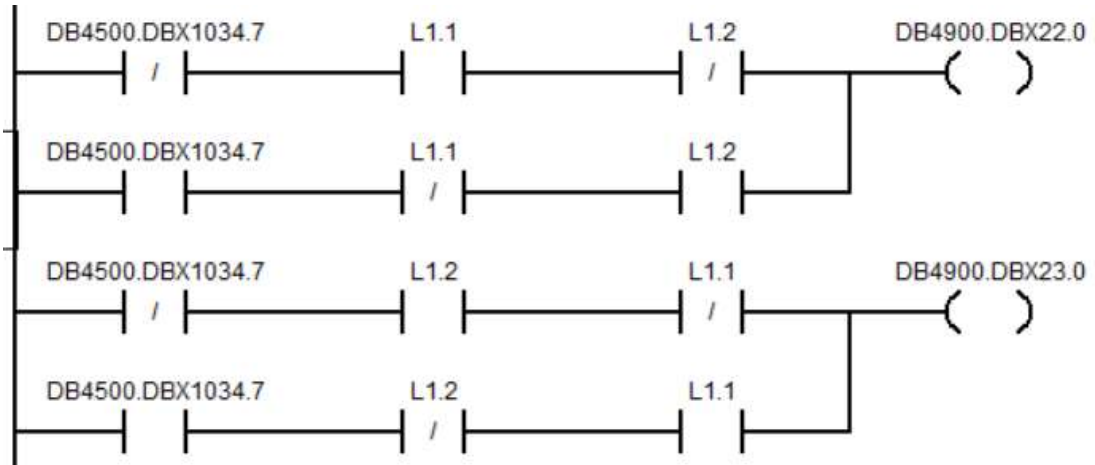 DB4500.DBX1034.7 L1.1 L1.2 DB4900.DBX22.0
/ /
DB4500.DBX1034.7 L1.1 L1.2
/
DB4500.DBX1034.7 L1.2 L1.1 DB4900.DBX23.0
/ /
DB4500.DBX1034.7 L1.2 L1.1
/